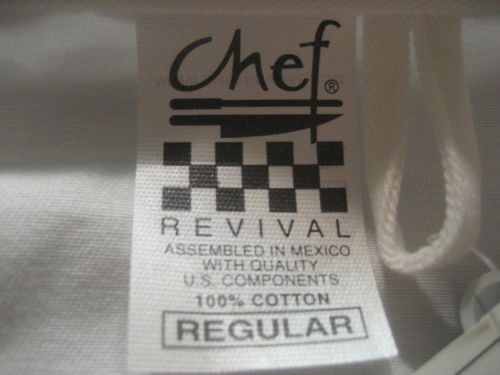 Chef®
REVIVAL
ASSEMBLED IN MEXICO
WITH QUALITY
U.S. COMPONENTS
100% COTTON
REGULAR